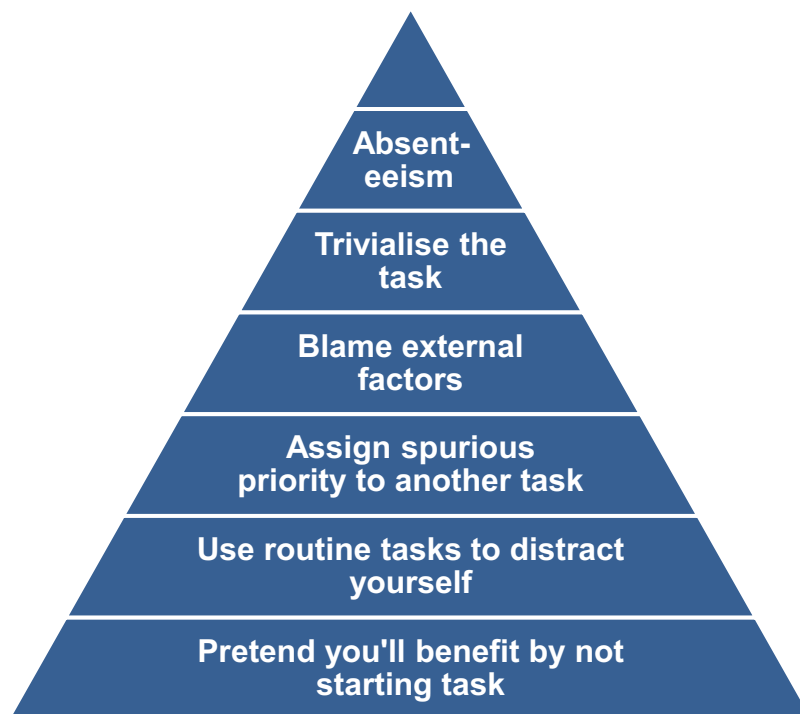 Absent-
eeism
Trivialise the
task
Blame external
factors
Assign spurious
priority to another task
Use routine tasks to distract
yourself
Pretend you'll benefit by not
starting task